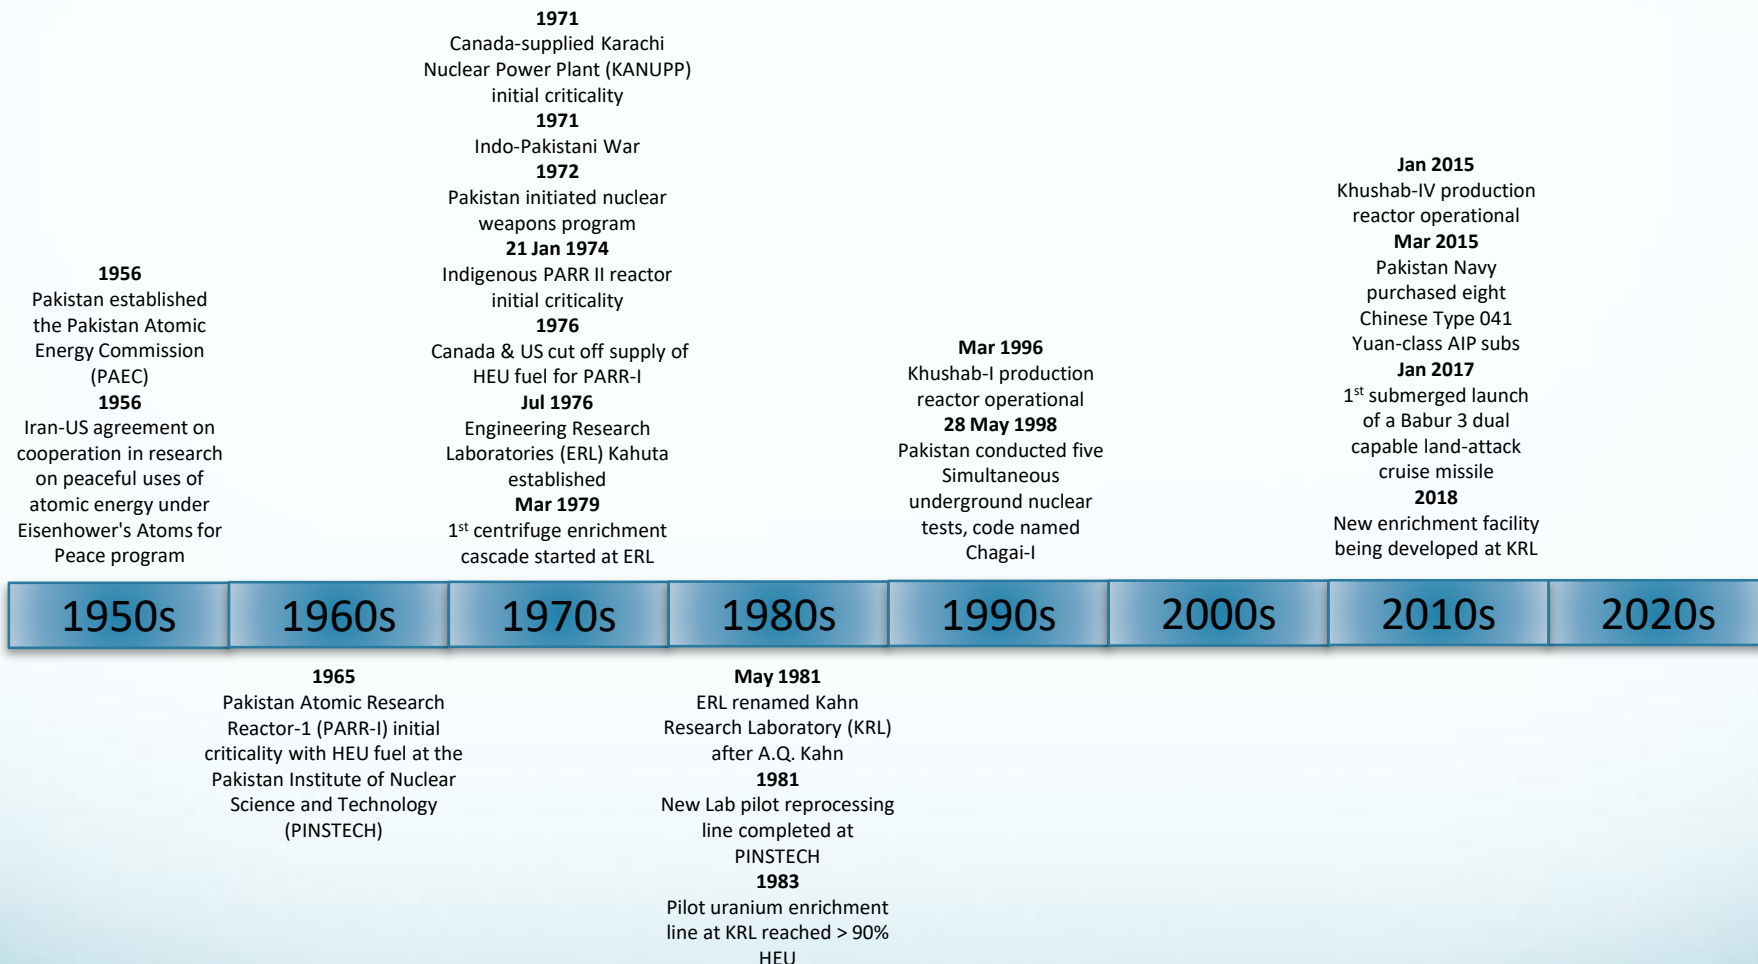 1956
Pakistan established
the Pakistan Atomic
Energy Commission
(PAEC)
1956
Iran-US agreement on
cooperation in research
on peaceful uses of
atomic energy under
Eisenhower's Atoms for
Peace program
1971
Canada-supplied Karachi
Nuclear Power Plant (KANUPP)
initial criticality
1971
Indo-Pakistani War
1972
Pakistan initiated nuclear
weapons program
21 Jan 1974
Indigenous PARR II reactor
initial criticality
1976
Canada & US cut off supply of
HEU fuel for PARR-I
Jul 1976
Engineering Research
Laboratories (ERL) Kahuta
established
Mar 1979
1st centrifuge enrichment
cascade started at ERL
Mar 1996
Khushab-I production
reactor operational
28 May 1998
Pakistan conducted five
Simultaneous
underground nuclear
tests, code named
Chagai-I
Jan 2015
Khushab-IV production
reactor operational
Mar 2015
Pakistan Navy
purchased eight
Chinese Type 041
Yuan-class AIP subs
Jan 2017
1st submerged launch
of a Babur 3 dual
capable land-attack
cruise missile
2018
New enrichment facility
being developed at KRL
1950s 1960s 1970s 1980s 1990s 2000s 2010s 2020s
1965
Pakistan Atomic Research
Reactor-1 (PARR-I) initial
criticality with HEU fuel at the
Pakistan Institute of Nuclear
Science and Technology
(PINSTECH)
May 1981
ERL renamed Kahn
Research Laboratory (KRL)
after A.Q. Kahn
1981
New Lab pilot reprocessing
line completed at
PINSTECH
1983
Pilot uranium enrichment
line at KRL reached > 90%
HEU